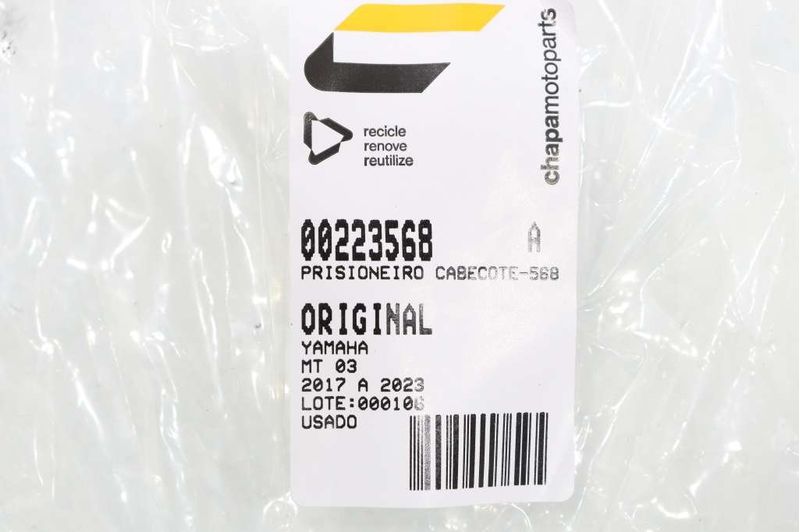 chapamotoparts
recicle
renove
reutilize
00223568 A
PRISIONEIRO CABECOTE-568
ORIGINAL
YAMAHA
MT 03
2017 A 2023
LOTE:000106
USADO